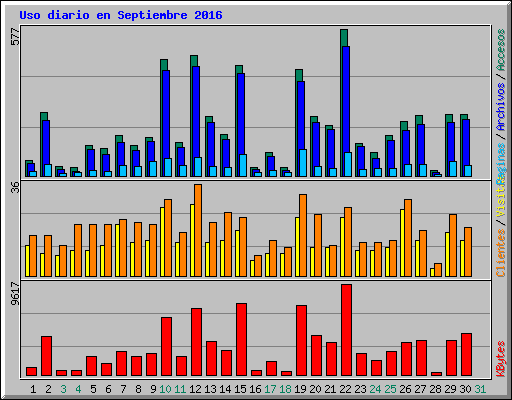 Uso diario en Septiembre 2016
577
36
9617
Accesos / Archivos / Páginas
Clientes / Visitas
KBytes
1 2 3 4 5 6 7 8 9 10 11 12 13 14 15 16 17 18 19 20 21 22 23 24 25 26 27 28 29 30 31